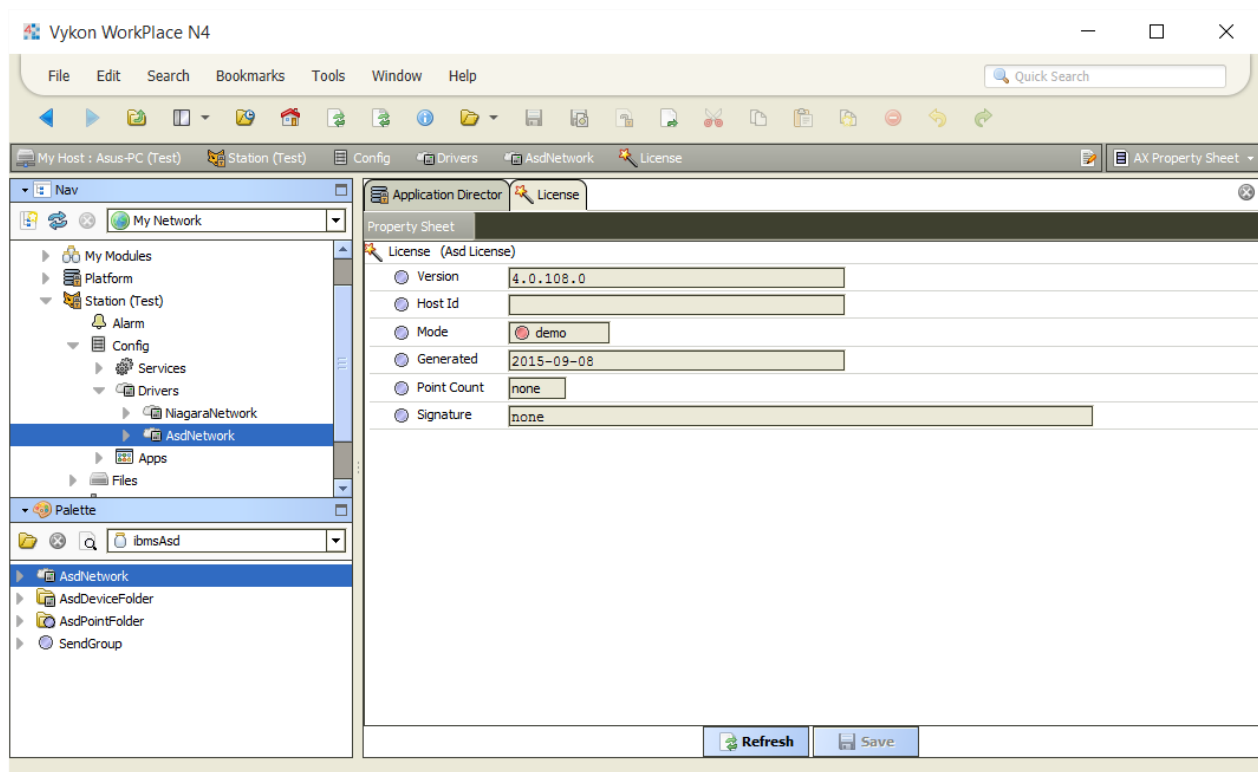 Vykon WorkPlace N4
File Edit Search Bookmarks Tools Window Help
Quick Search
My Host : Asus-PC (Test) Station (Test) Config Drivers AsdNetwork License
AX Property Sheet
Nav
My Network
My Modules
Platform
Station (Test)
Alarm
Config
Services
Drivers
NiagaraNetwork
AsdNetwork
Apps
Files
Palette
ibmsAsd
AsdNetwork
AsdDeviceFolder
AsdPointFolder
SendGroup
Application Director License
Property Sheet
License (Asd License)
Version 4.0.108.0
Host Id
Mode demo
Generated 2015-09-08
Point Count none
Signature none
Refresh Save